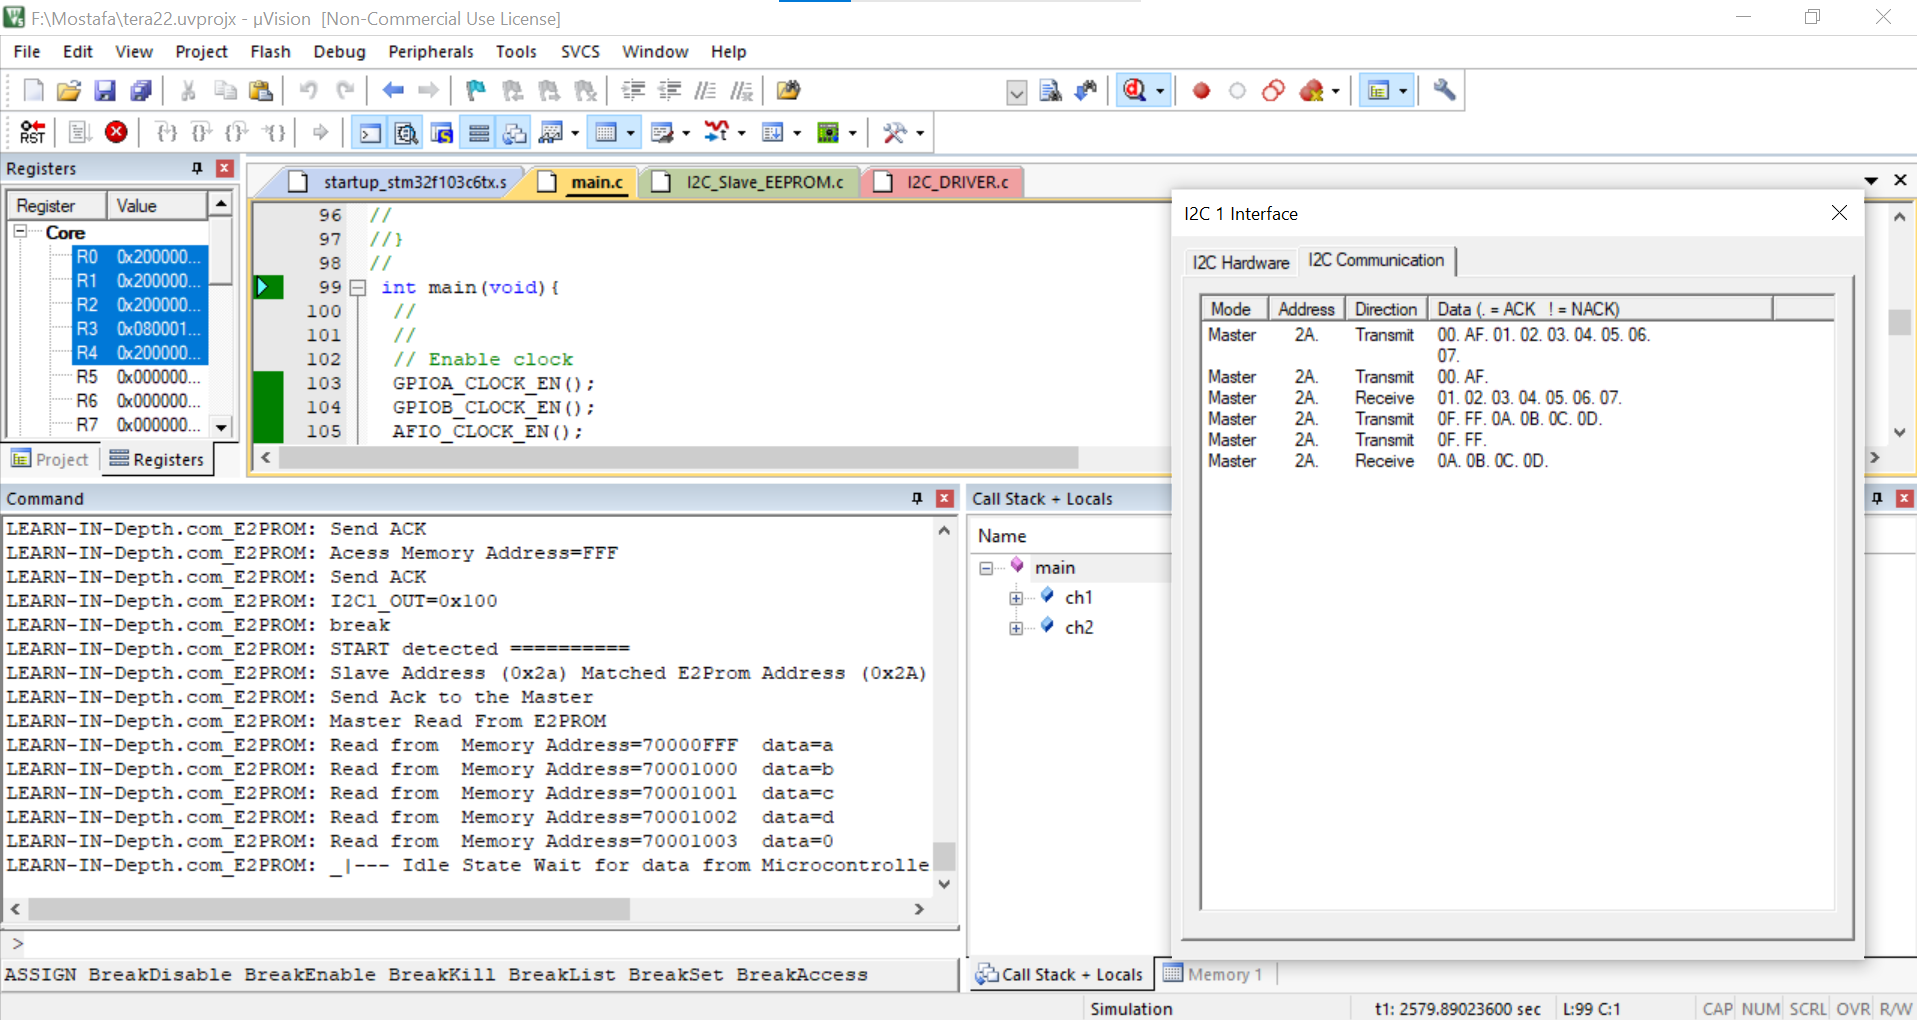 F:\Mostafa\tera22.uvprojx - µVision [Non-Commercial Use License]
File Edit View Project Flash Debug Peripherals Tools SVCS Window Help
RST
Registers
Register Value
Core
R0 0x200000...
R1 0x200000...
R2 0x200000...
R3 0x080001...
R4 0x200000...
R5 0x000000...
R6 0x000000...
R7 0x000000...
Project Registers
startup_stm32f103c6tx.s main.c I2C_Slave_EEPROM.c I2C_DRIVER.c
96 //
97 //}
98 //
99 int main(void){
100 //
101 //
102 // Enable clock
103 GPIOA_CLOCK_EN();
104 GPIOB_CLOCK_EN();
105 AFIO_CLOCK_EN();
I2C 1 Interface
I2C Hardware I2C Communication
Mode Address Direction Data (. = ACK ! = NACK)
Master 2A. Transmit 00. AF. 01. 02. 03. 04. 05. 06.
07.
Master 2A. Transmit 00. AF.
Master 2A. Receive 01. 02. 03. 04. 05. 06. 07.
Master 2A. Transmit 0F. FF. 0A. 0B. 0C. 0D.
Master 2A. Transmit 0F. FF.
Master 2A. Receive 0A. 0B. 0C. 0D.
Command
LEARN-IN-Depth.com_E2PROM: Send ACK
LEARN-IN-Depth.com_E2PROM: Acess Memory Address=FFF
LEARN-IN-Depth.com_E2PROM: Send ACK
LEARN-IN-Depth.com_E2PROM: I2C1_OUT=0x100
LEARN-IN-Depth.com_E2PROM: break
LEARN-IN-Depth.com_E2PROM: START detected ==========
LEARN-IN-Depth.com_E2PROM: Slave Address (0x2a) Matched E2Prom Address (0x2A)
LEARN-IN-Depth.com_E2PROM: Send Ack to the Master
LEARN-IN-Depth.com_E2PROM: Master Read From E2PROM
LEARN-IN-Depth.com_E2PROM: Read from  Memory Address=70000FFF  data=a
LEARN-IN-Depth.com_E2PROM: Read from  Memory Address=70001000  data=b
LEARN-IN-Depth.com_E2PROM: Read from  Memory Address=70001001  data=c
LEARN-IN-Depth.com_E2PROM: Read from  Memory Address=70001002  data=d
LEARN-IN-Depth.com_E2PROM: Read from  Memory Address=70001003  data=0
LEARN-IN-Depth.com_E2PROM: _|--- Idle State Wait for data from Microcontrolle
>
ASSIGN BreakDisable BreakEnable BreakKill BreakList BreakSet BreakAccess
Call Stack + Locals
Name
main
ch1
ch2
Call Stack + Locals Memory 1
Simulation t1: 2579.89023600 sec L:99 C:1 CAP NUM SCRL OVR R/W